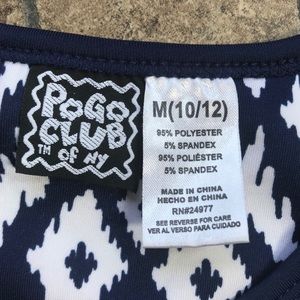 POGO
CLUB
TM OF NY
M(10/12)
95% POLYESTER
5% SPANDEX
95% POLIÉSTER
5% SPANDEX
MADE IN CHINA
HECHO EN CHINA
RN#24977
SEE REVERSE FOR CARE
VER AL VERSO PARA CUIDADO